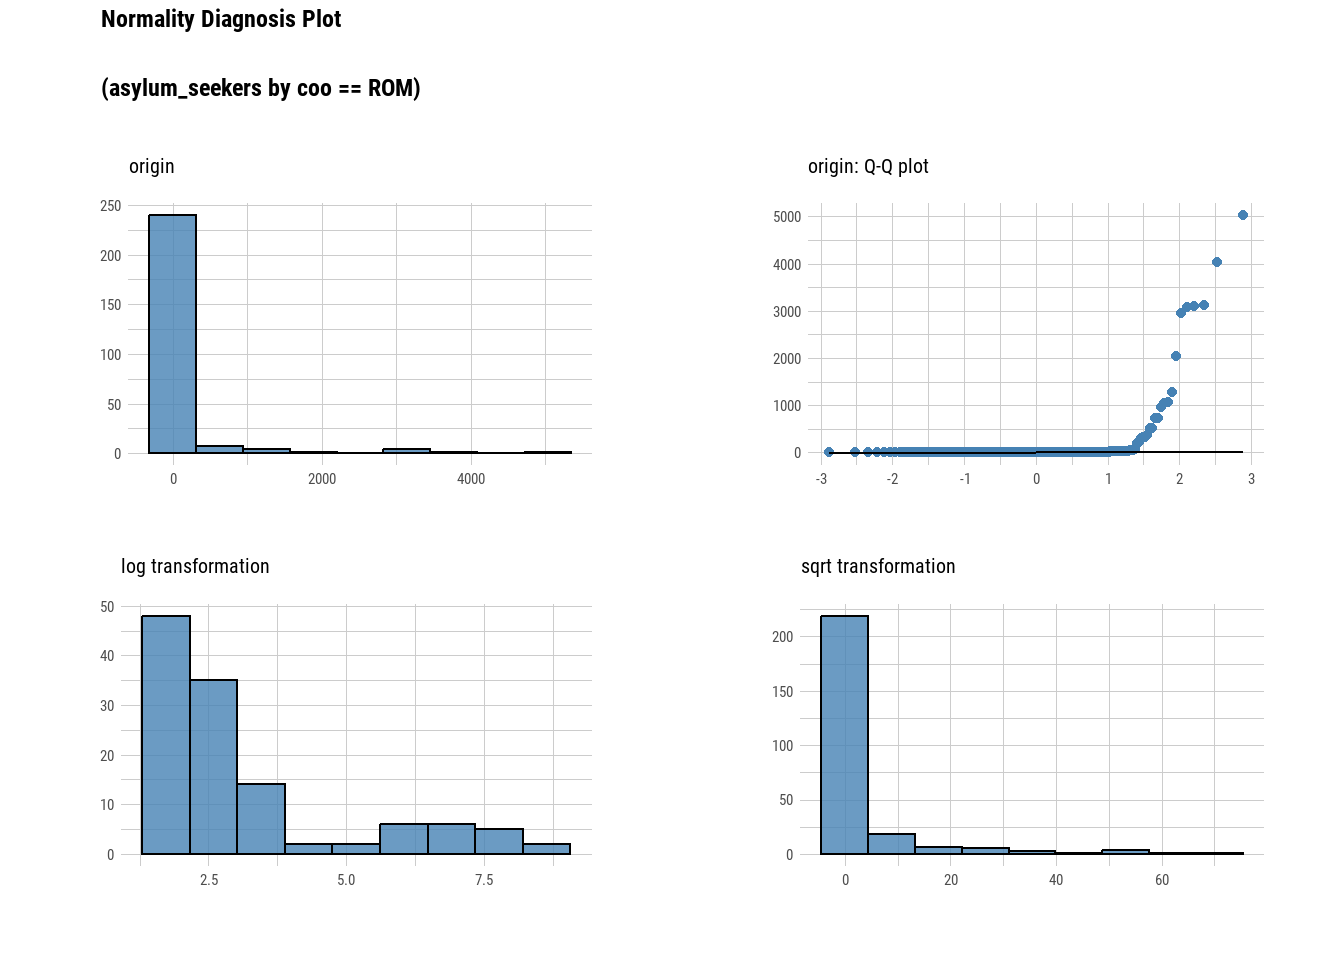 Normality Diagnosis Plot
(asylum_seekers by coo == ROM)
origin
250
200
150
100
50
0
0 2000 4000
origin: Q-Q plot
5000
4000
3000
2000
1000
0
-3 -2 -1 0 1 2 3
log transformation
50
40
30
20
10
0
2.5 5.0 7.5
sqrt transformation
200
150
100
50
0
0 20 40 60